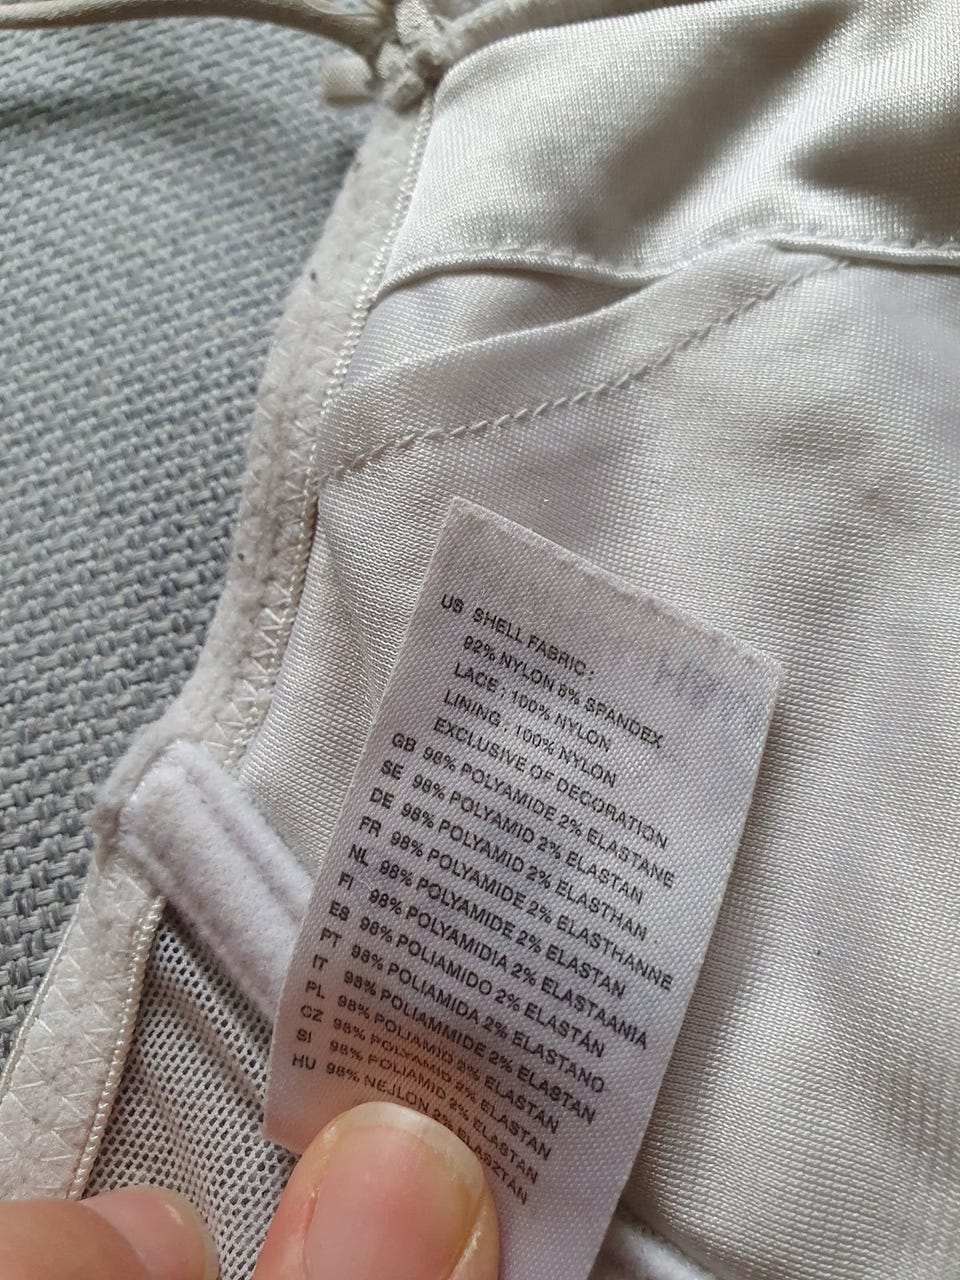 US SHELL FABRIC :
92% NYLON 8% SPANDEX
LACE : 100% NYLON
LINING : 100% NYLON
EXCLUSIVE OF DECORATION
GB 98% POLYAMIDE 2% ELASTANE
SE 98% POLYAMID 2% ELASTAN
DE 98% POLYAMID 2% ELASTHAN
FR 98% POLYAMIDE 2% ELASTHANNE
NL 98% POLYAMIDE 2% ELASTAN
FI 98% POLYAMIDIA 2% ELASTAANIA
ES 98% POLIAMIDO 2% ELASTÁN
PT 98% POLIAMIDA 2% ELASTANO
IT 98% POLIAMMIDE 2% ELASTAN
PL 98% POLIAMID 2% ELASTAN
CZ 98% POLYAMID 2% ELASTAN
SI 98% POLIAMID 2% ELASTAN
HU 98% NEJLON 2% ELASZTAN